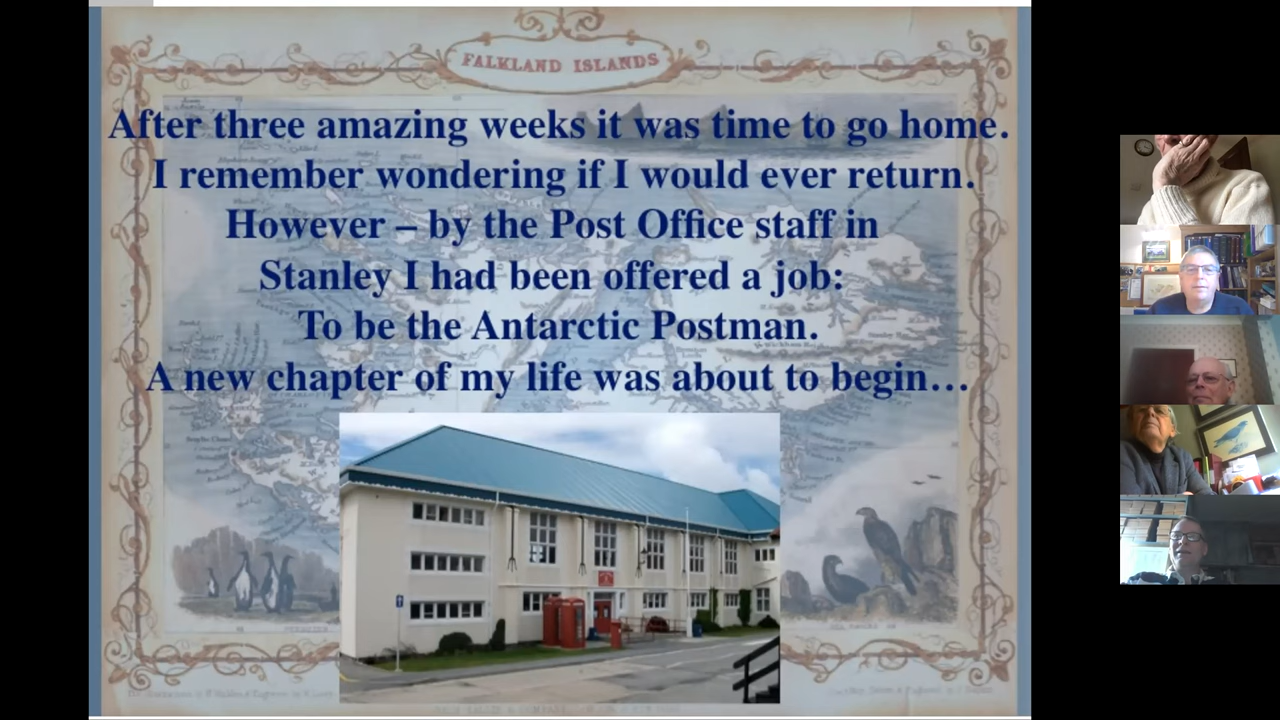 FALKLAND ISLANDS
After three amazing weeks it was time to go home.
I remember wondering if I would ever return.
However – by the Post Office staff in
Stanley I had been offered a job:
To be the Antarctic Postman.
A new chapter of my life was about to begin…